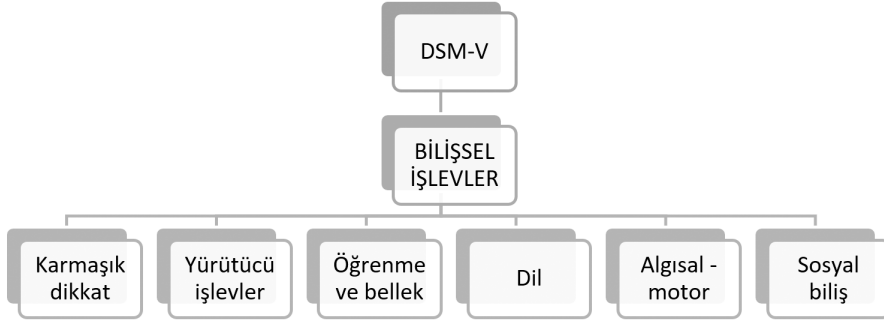 DSM-V
BİLİŞSEL
İŞLEVLER
Karmaşık
dikkat
Yürütücü
işlevler
Öğrenme
ve bellek
Dil
Algısal -
motor
Sosyal
biliş